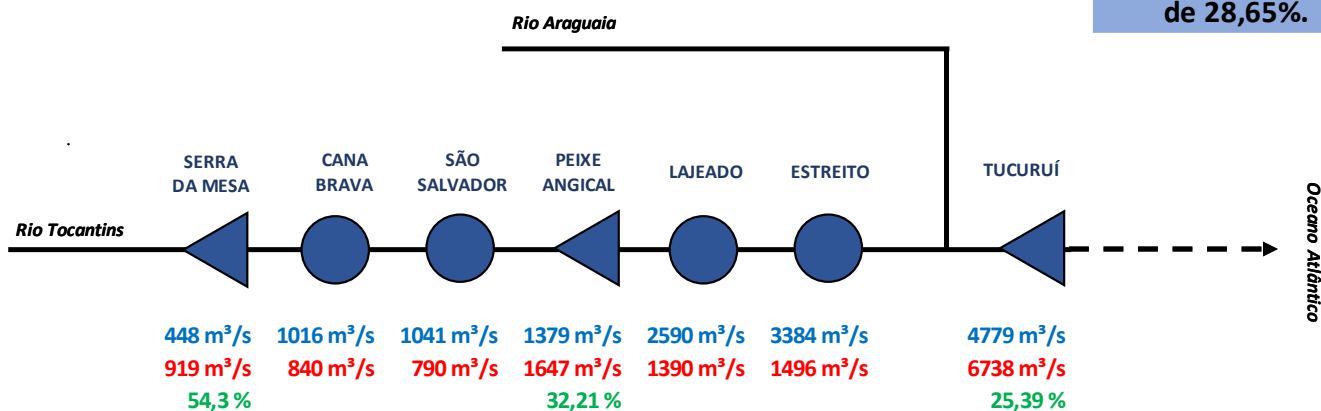 de 28,65%.
Rio Araguaia
SERRA
DA MESA
CANA
BRAVA
SÃO
SALVADOR
PEIXE
ANGICAL
LAJEADO
ESTREITO
TUCURUÍ
Rio Tocantins
Oceano Atlântico
448 m³/s 1016 m³/s 1041 m³/s 1379 m³/s 2590 m³/s 3384 m³/s 4779 m³/s
919 m³/s 840 m³/s 790 m³/s 1647 m³/s 1390 m³/s 1496 m³/s 6738 m³/s
54,3 % 32,21 % 25,39 %